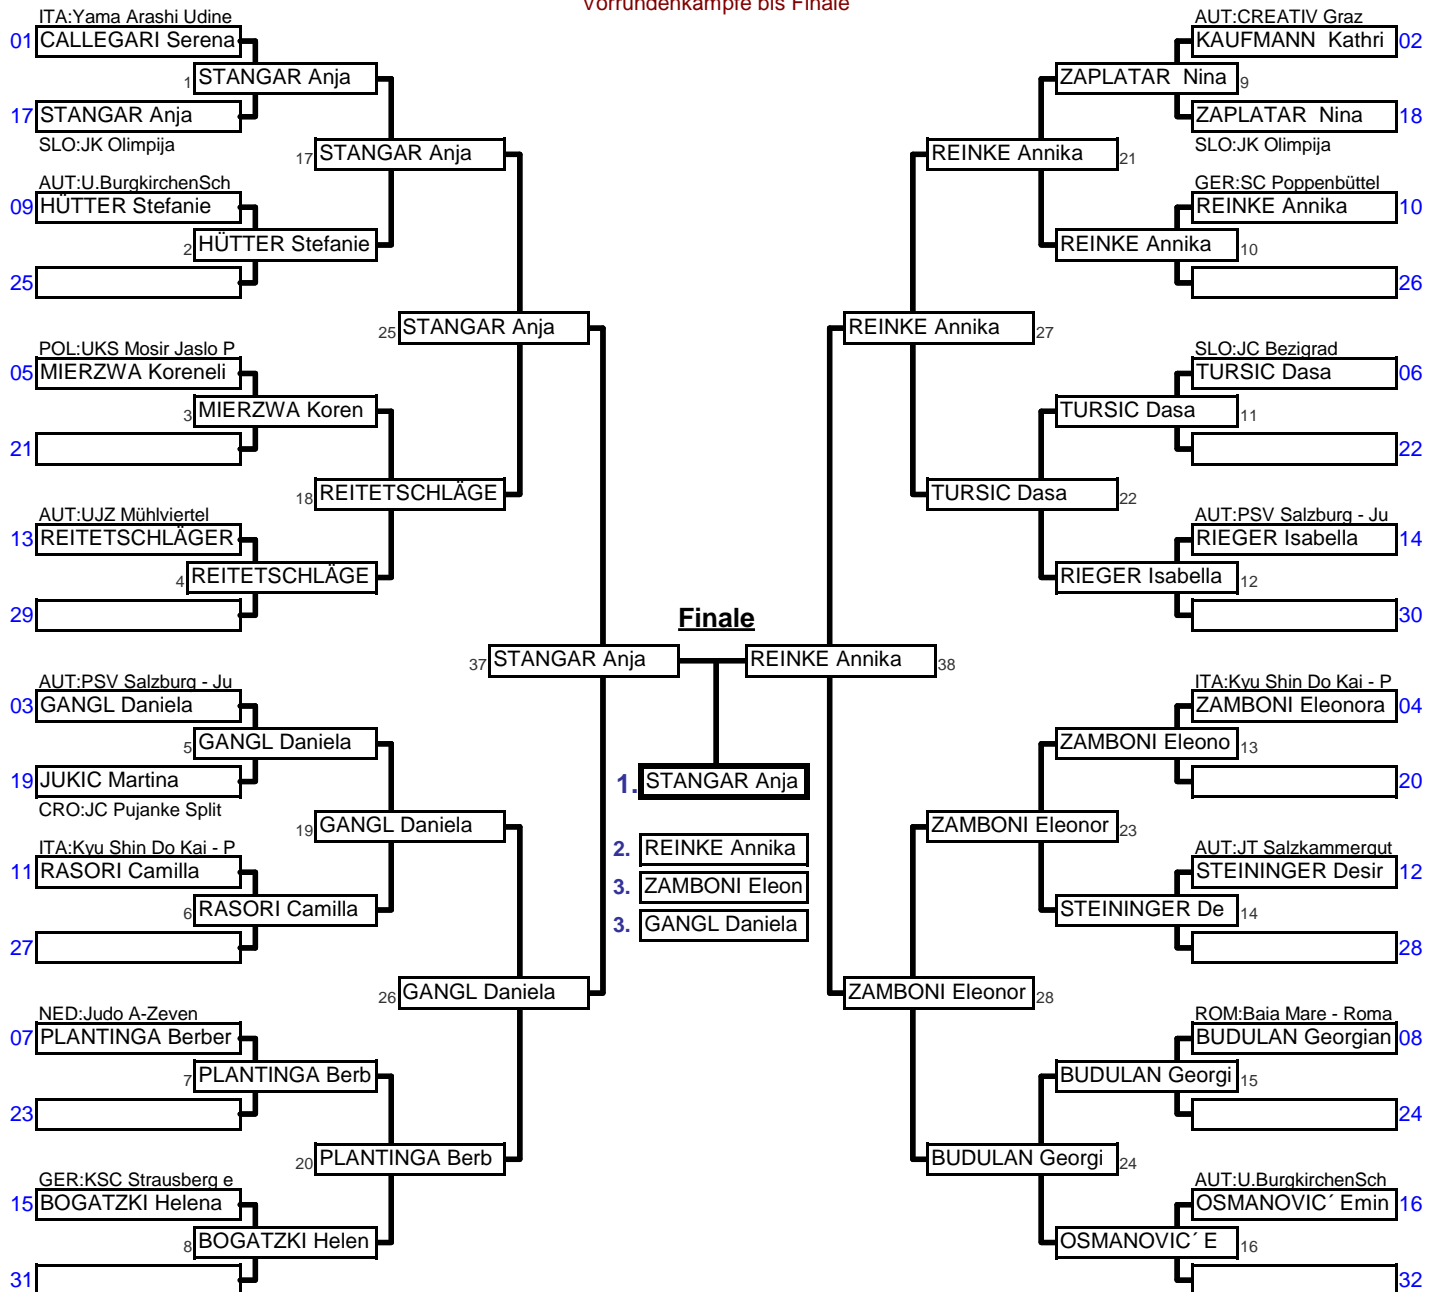 Vorrundenkämpfe bis Finale
ITA:Yama Arashi Udine
01 CALLEGARI Serena
1 STANGAR Anja
17 STANGAR Anja
SLO:JK Olimpija
17 STANGAR Anja
AUT:U.BurgkirchenSch
09 HÜTTER Stefanie
2 HÜTTER Stefanie
25
25 STANGAR Anja
POL:UKS Mosir Jaslo P
05 MIERZWA Koreneli
3 MIERZWA Koren
21
18 REITETSCHLÄGE
AUT:UJZ Mühlviertel
13 REITETSCHLÄGER
4 REITETSCHLÄGE
29
37 STANGAR Anja
AUT:PSV Salzburg - Ju
03 GANGL Daniela
5 GANGL Daniela
19 JUKIC Martina
CRO:JC Pujanke Split
19 GANGL Daniela
ITA:Kyu Shin Do Kai - P
11 RASORI Camilla
6 RASORI Camilla
27
26 GANGL Daniela
NED:Judo A-Zeven
07 PLANTINGA Berber
7 PLANTINGA Berb
23
20 PLANTINGA Berb
GER:KSC Strausberg e
15 BOGATZKI Helena
8 BOGATZKI Helen
31
Finale
1. STANGAR Anja
2. REINKE Annika
3. ZAMBONI Eleon
3. GANGL Daniela
AUT:CREATIV Graz
KAUFMANN  Kathri 02
ZAPLATAR  Nina 9
ZAPLATAR  Nina 18
SLO:JK Olimpija
REINKE Annika 21
GER:SC Poppenbüttel
REINKE Annika 10
REINKE Annika 10
26
REINKE Annika 27
SLO:JC Bezigrad
TURSIC Dasa 06
TURSIC Dasa 11
22
TURSIC Dasa 22
AUT:PSV Salzburg - Ju
RIEGER Isabella 14
RIEGER Isabella 12
30
REINKE Annika 38
ITA:Kyu Shin Do Kai - P
ZAMBONI Eleonora 04
ZAMBONI Eleono 13
20
ZAMBONI Eleonor 23
AUT:JT Salzkammergut
STEININGER Desir 12
STEININGER De 14
28
ZAMBONI Eleonor 28
ROM:Baia Mare - Roma
BUDULAN Georgian 08
BUDULAN Georgi 15
24
BUDULAN Georgi 24
AUT:U.BurgkirchenSch
OSMANOVIC´ Emin 16
OSMANOVIC´ E 16
32